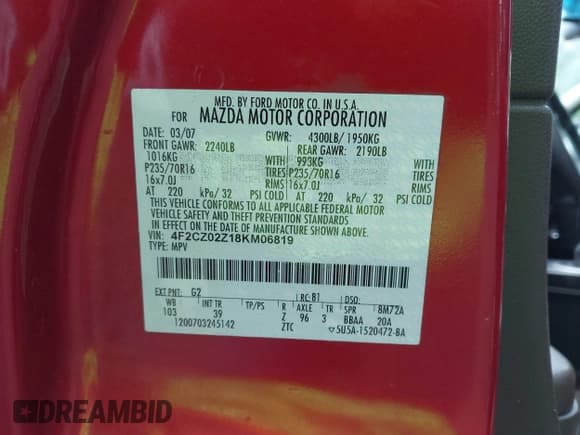 MFD. BY FORD MOTOR CO. IN U.S.A.
FOR MAZDA MOTOR CORPORATION
DATE: 03/07 GVWR: 4300LB/ 1950KG
FRONT GAWR: 2240LB REAR GAWR: 2190LB
1016KG WITH 993KG WITH
P235/70R16 TIRES P235/70R16 TIRES
16x7.0J RIMS 16x7.0J RIMS
AT 220 kPa/ 32 PSI COLD AT 220 kPa/ 32 PSI COLD
THIS VEHICLE CONFORMS TO ALL APPLICABLE FEDERAL MOTOR
VEHICLE SAFETY AND THEFT PREVENTION STANDARDS
IN EFFECT ON THE DATE OF MANUFACTURE SHOWN ABOVE.
VIN: 4F2CZ02Z18KM06819
TYPE: MPV
EXT PNT: G2 RC: 81 DSO:
WB INT TR TP/PS R AXLE TR SPR 8M72A
103 39 Z 96 3 BBAA 20A
1200703245142 ZTC 5U5A-1520472-BA
DREAMBID